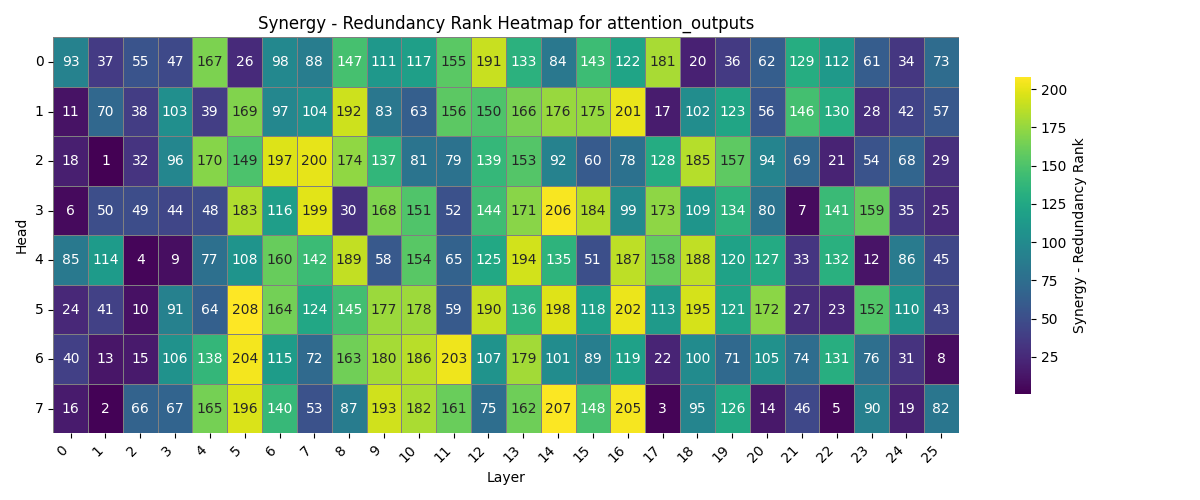 Synergy - Redundancy Rank Heatmap for attention_outputs
0 93 37 55 47 167 26 98 88 147 111 117 155 191 133 84 143 122 181 20 36 62 129 112 61 34 73
1 11 70 38 103 39 169 97 104 192 83 63 156 150 166 176 175 201 17 102 123 56 146 130 28 42 57
2 18 1 32 96 170 149 197 200 174 137 81 79 139 153 92 60 78 128 185 157 94 69 21 54 68 29
3 6 50 49 44 48 183 116 199 30 168 151 52 144 171 206 184 99 173 109 134 80 7 141 159 35 25
4 85 114 4 9 77 108 160 142 189 58 154 65 125 194 135 51 187 158 188 120 127 33 132 12 86 45
5 24 41 10 91 64 208 164 124 145 177 178 59 190 136 198 118 202 113 195 121 172 27 23 152 110 43
6 40 13 15 106 138 204 115 72 163 180 186 203 107 179 101 89 119 22 100 71 105 74 131 76 31 8
7 16 2 66 67 165 196 140 53 87 193 182 161 75 162 207 148 205 3 95 126 14 46 5 90 19 82
0 1 2 3 4 5 6 7 8 9 10 11 12 13 14 15 16 17 18 19 20 21 22 23 24 25
Layer
Head
200
175
150
125
100
75
50
25
Synergy - Redundancy Rank